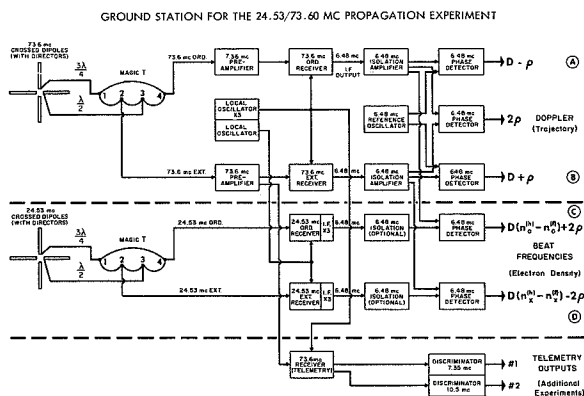 GROUND STATION FOR THE 24.53/73.60 MC PROPAGATION EXPERIMENT
73.6 mc
CROSSED DIPOLES
(WITH DIRECTORS)
3λ/4
λ/2
MAGIC T
1 2 3 4
73.6 mc ORD.
73.6 mc
PRE-
AMPLIFIER
73.6 mc
ORD
RECEIVER
6.48 mc
I.F.
OUTPUT
6.48 mc
ISOLATION
AMPLIFIER
6.48 mc
PHASE
DETECTOR
D - ρ
A
LOCAL
OSCILLATOR
X3
LOCAL
OSCILLATOR
6.48 mc
REFERENCE
OSCILLATOR
6.48 mc
PHASE
DETECTOR
2ρ
DOPPLER
(Trajectory)
73.6 mc EXT.
73.6 mc
PRE-
AMPLIFIER
73.6 mc
EXT.
RECEIVER
6.48 mc
6.48 mc
ISOLATION
AMPLIFIER
648 mc
PHASE
DETECTOR
D+ρ
B
24.53 mc
CROSSED DIPOLES
(WITH DIRECTORS)
3λ/4
λ/2
MAGIC T
1 2 3 4
24.53 mc ORD.
24.53 mc
ORD
RECEIVER
I.F.
X3
6.48 mc
6.48 mc
ISOLATION
(OPTIONAL)
6.48 mc
PHASE
DETECTOR
C
D(n_o^(h) - n_o^(l))+2ρ
BEAT
FREQUENCIES
(Electron Density)
24.53 mc EXT.
24.53 mc
EXT
RECEIVER
I.F.
X3
6.48 mc
6.48 mc
ISOLATION
(OPTIONAL)
6.48 mc
PHASE
DETECTOR
D(n_x^(h) - n_x^(l))-2ρ
D
73.6 mc
RECEIVER
(TELEMETRY)
DISCRIMINATOR
7.35 mc
#1
TELEMETRY
OUTPUTS
DISCRIMINATOR
10.5 mc
#2
(Additional
Experiments)